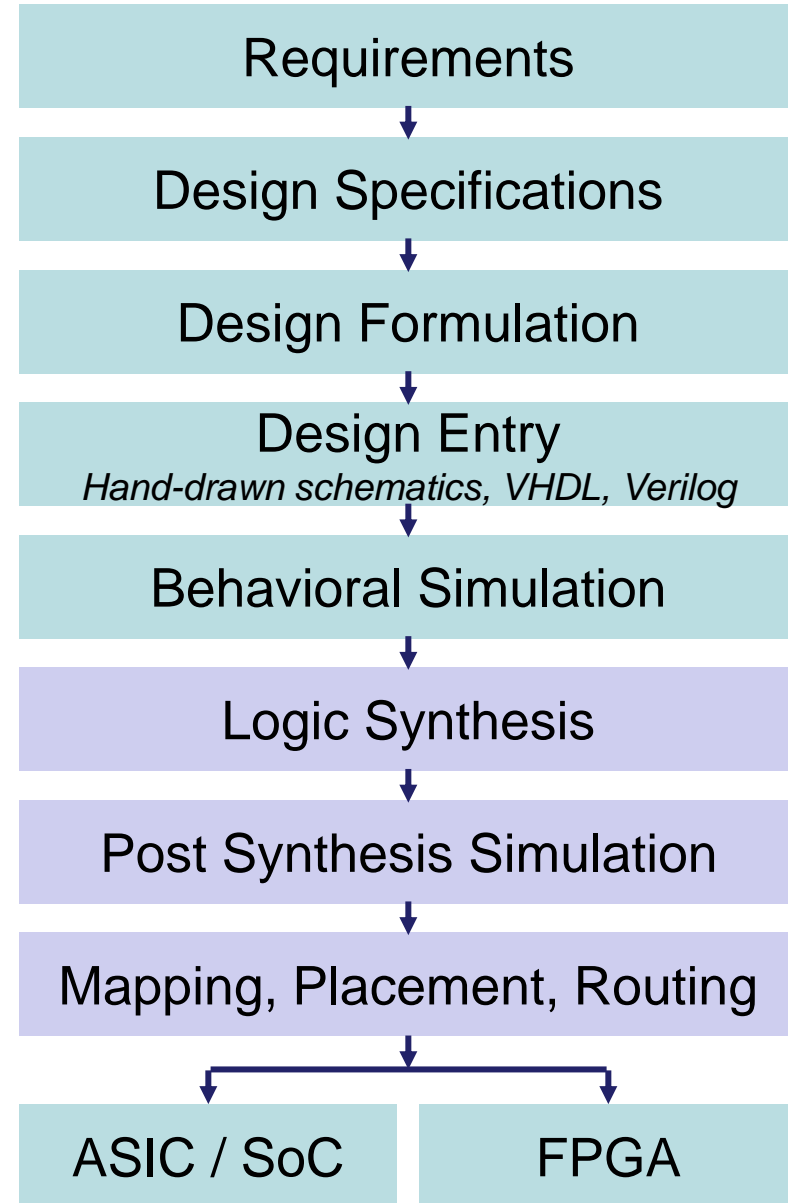 Requirements
Design Specifications
Design Formulation
Design Entry
Hand-drawn schematics, VHDL, Verilog
Behavioral Simulation
Logic Synthesis
Post Synthesis Simulation
Mapping, Placement, Routing
ASIC / SoC
FPGA